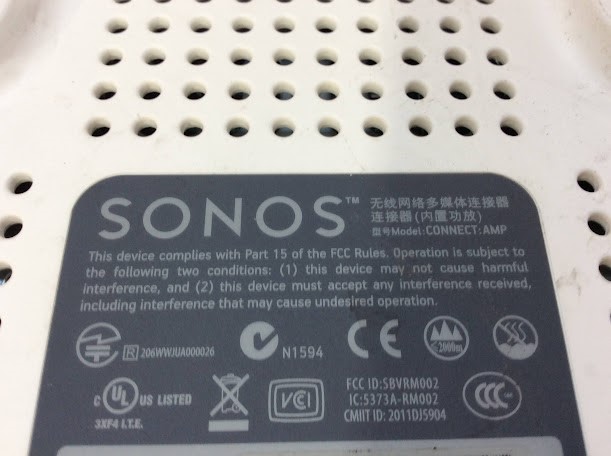 SONOS™
无线网络多媒体连接器
连接器(内置功放)
型号Model:CONNECT:AMP
This device complies with Part 15 of the FCC Rules. Operation is subject to
the following two conditions: (1) this device may not cause harmful
interference, and (2) this device must accept any interference received,
including interference that may cause undesired operation.
R 206WWJUA000026
N1594
CE
2000m
C UL US LISTED
3XF4 I.T.E.
VCI
FCC ID:SBVRM002
IC:5373A-RM002
CMIIT ID: 2011DJ5904
CCC